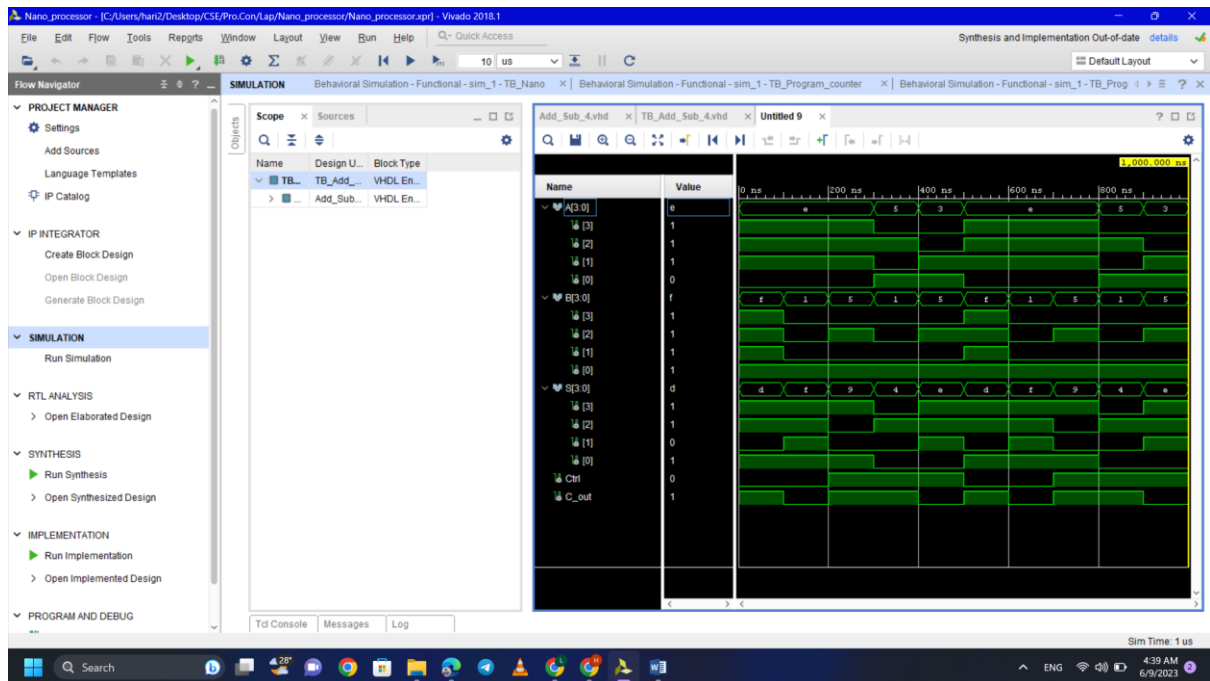 Nano_processor - [C:/Users/hari2/Desktop/CSE/Pro.Con/Lap/Nano_processor/Nano_processor.xpr] - Vivado 2018.1
File Edit Flow Tools Reports Window Layout View Run Help Q- Quick Access
Synthesis and Implementation Out-of-date details
10 us
Default Layout
Flow Navigator
SIMULATION Behavioral Simulation - Functional - sim_1 - TB_Nano × Behavioral Simulation - Functional - sim_1 - TB_Program_counter × Behavioral Simulation - Functional - sim_1 - TB_Prog
PROJECT MANAGER
Settings
Add Sources
Language Templates
IP Catalog
IP INTEGRATOR
Create Block Design
Open Block Design
Generate Block Design
SIMULATION
Run Simulation
RTL ANALYSIS
Open Elaborated Design
SYNTHESIS
Run Synthesis
Open Synthesized Design
IMPLEMENTATION
Run Implementation
Open Implemented Design
PROGRAM AND DEBUG
Objects
Scope × Sources
Name Design U... Block Type
TB... TB_Add_... VHDL En...
Add_Sub... VHDL En...
Tcl Console Messages Log
Add_Sub_4.vhd × TB_Add_Sub_4.vhd × Untitled 9 ×
1,000.000 ns
Name Value 0 ns 200 ns 400 ns 600 ns 800 ns
A[3:0] e e 5 3 e 5 3
[3] 1
[2] 1
[1] 1
[0] 0
B[3:0] f f 1 5 1 5 f 1 5 1 5
[3] 1
[2] 1
[1] 1
[0] 1
S[3:0] d d f 9 4 e d f 9 4 e
[3] 1
[2] 1
[1] 0
[0] 1
Ctrl 0
C_out 1
Sim Time: 1 us
Search 28° ENG 4:39 AM
6/9/2023 2